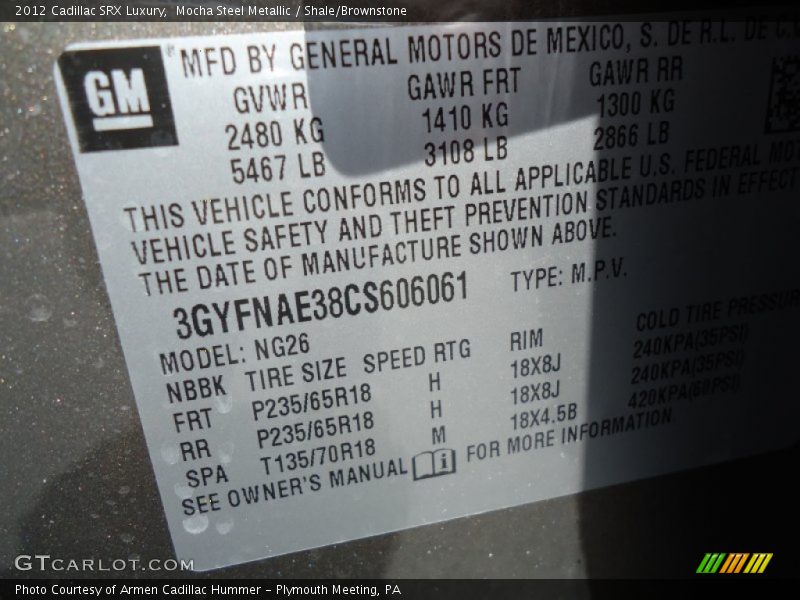 2012 Cadillac SRX Luxury, Mocha Steel Metallic / Shale/Brownstone
GM
® MFD BY GENERAL MOTORS DE MEXICO, S. DE R.L. DE C.
GVWR GAWR FRT GAWR RR
2480 KG 1410 KG 1300 KG
5467 LB 3108 LB 2866 LB
THIS VEHICLE CONFORMS TO ALL APPLICABLE U.S. FEDERAL MOT
VEHICLE SAFETY AND THEFT PREVENTION STANDARDS IN EFFECT
THE DATE OF MANUFACTURE SHOWN ABOVE.
3GYFNAE38CS606061 TYPE: M.P.V.
MODEL: NG26
NBBK TIRE SIZE SPEED RTG RIM COLD TIRE PRESSUR
FRT P235/65R18 H 18X8J 240KPA(35PSI)
RR P235/65R18 H 18X8J 240KPA(35PSI)
SPA T135/70R18 M 18X4.5B 420KPA(60PSI)
SEE OWNER'S MANUAL i FOR MORE INFORMATION.
GTCARLOT.COM
Photo Courtesy of Armen Cadillac Hummer - Plymouth Meeting, PA